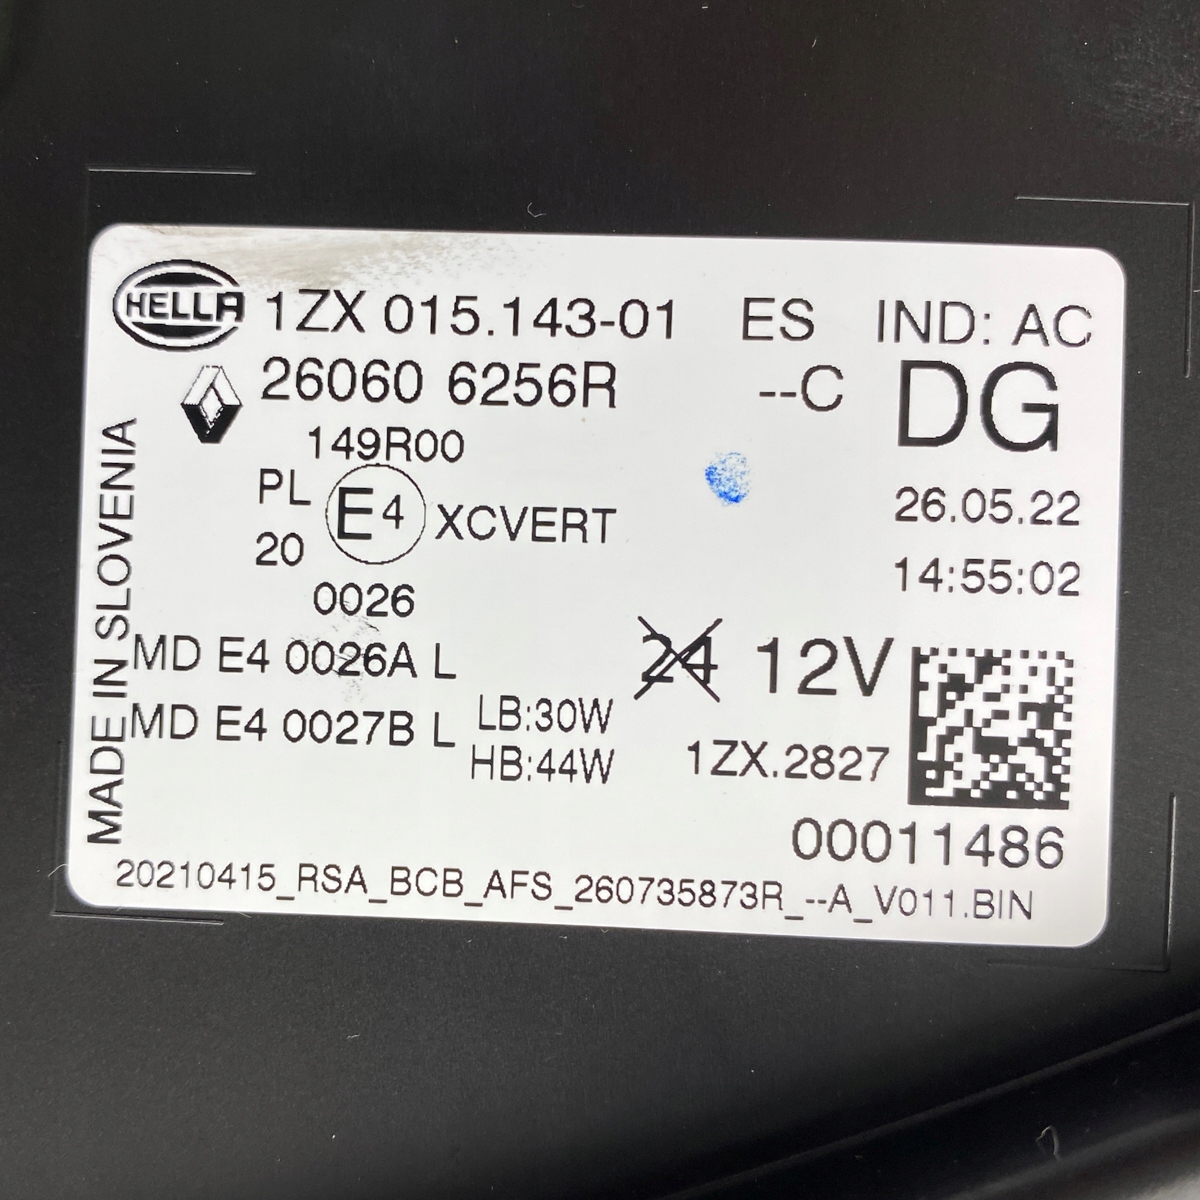 HELLA 1ZX 015.143-01 ES IND: AC
26060 6256R --C DG
149R00
PL E4 XCVERT 26.05.22
20
0026 14:55:02
MD E4 0026A L 24 12V
MD E4 0027B L LB:30W
HB:44W 1ZX.2827
00011486
20210415_RSA_BCB_AFS_260735873R_--A_V011.BIN
MADE IN SLOVENIA